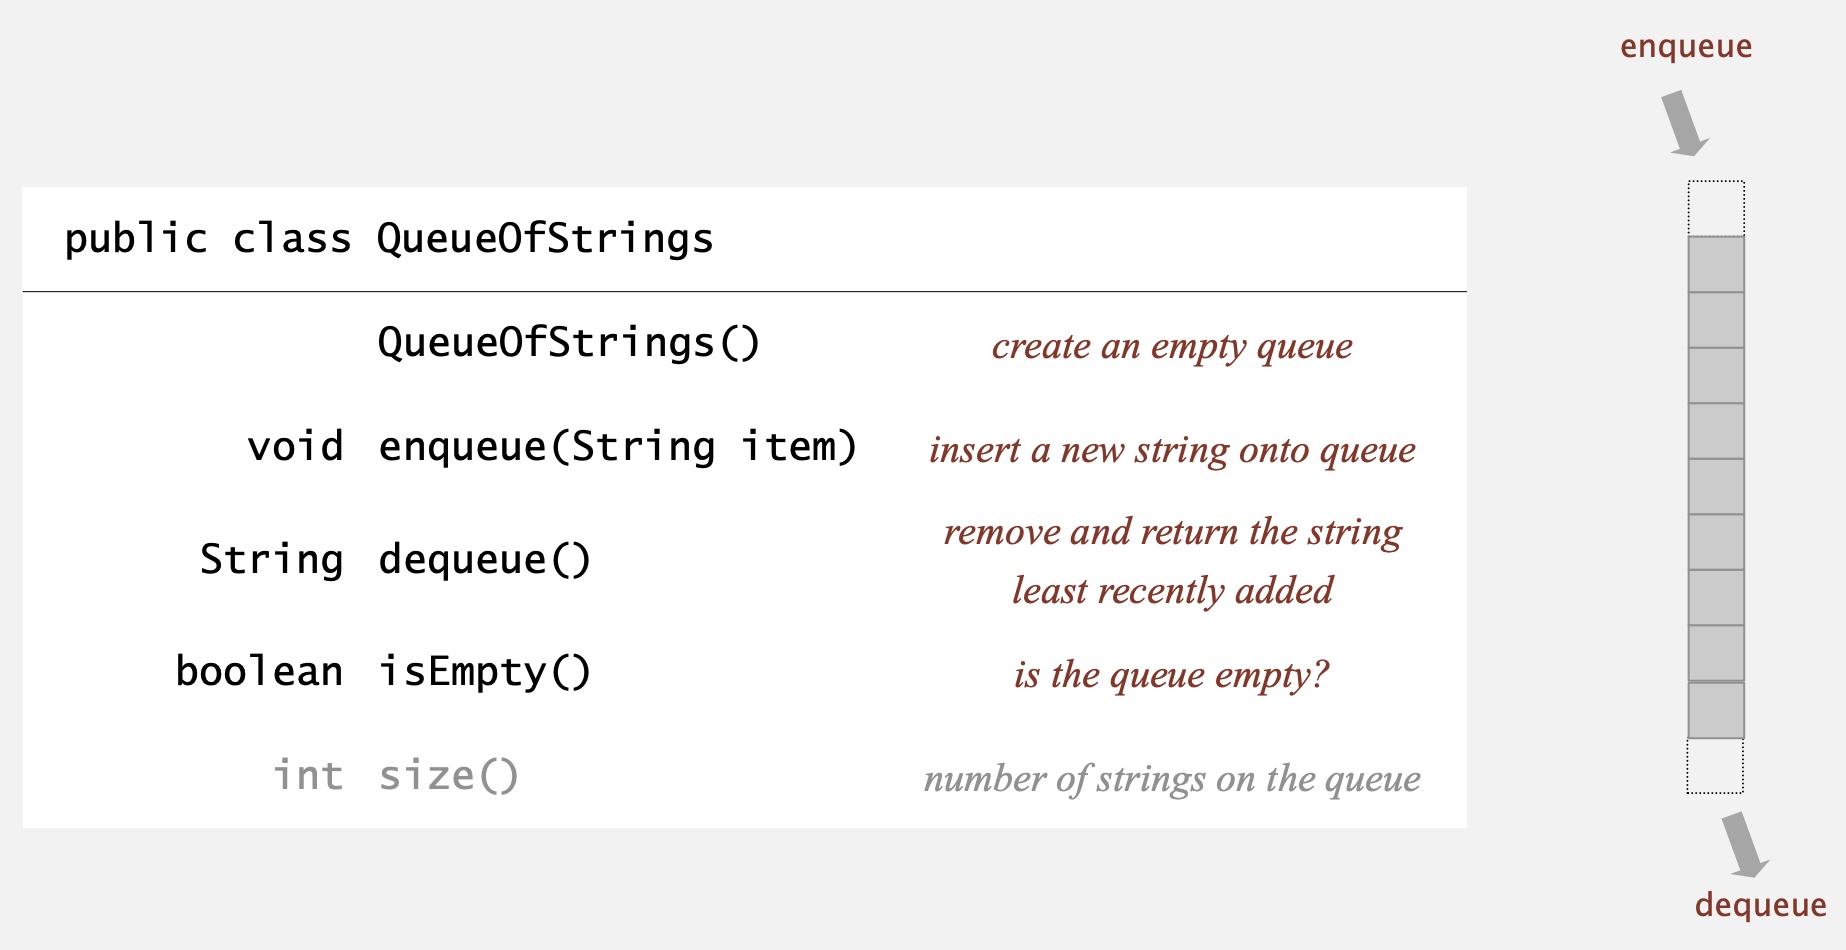 enqueue
public class QueueOfStrings
QueueOfStrings() create an empty queue
void enqueue(String item) insert a new string onto queue
String dequeue() remove and return the string
least recently added
boolean isEmpty() is the queue empty?
int size() number of strings on the queue
dequeue